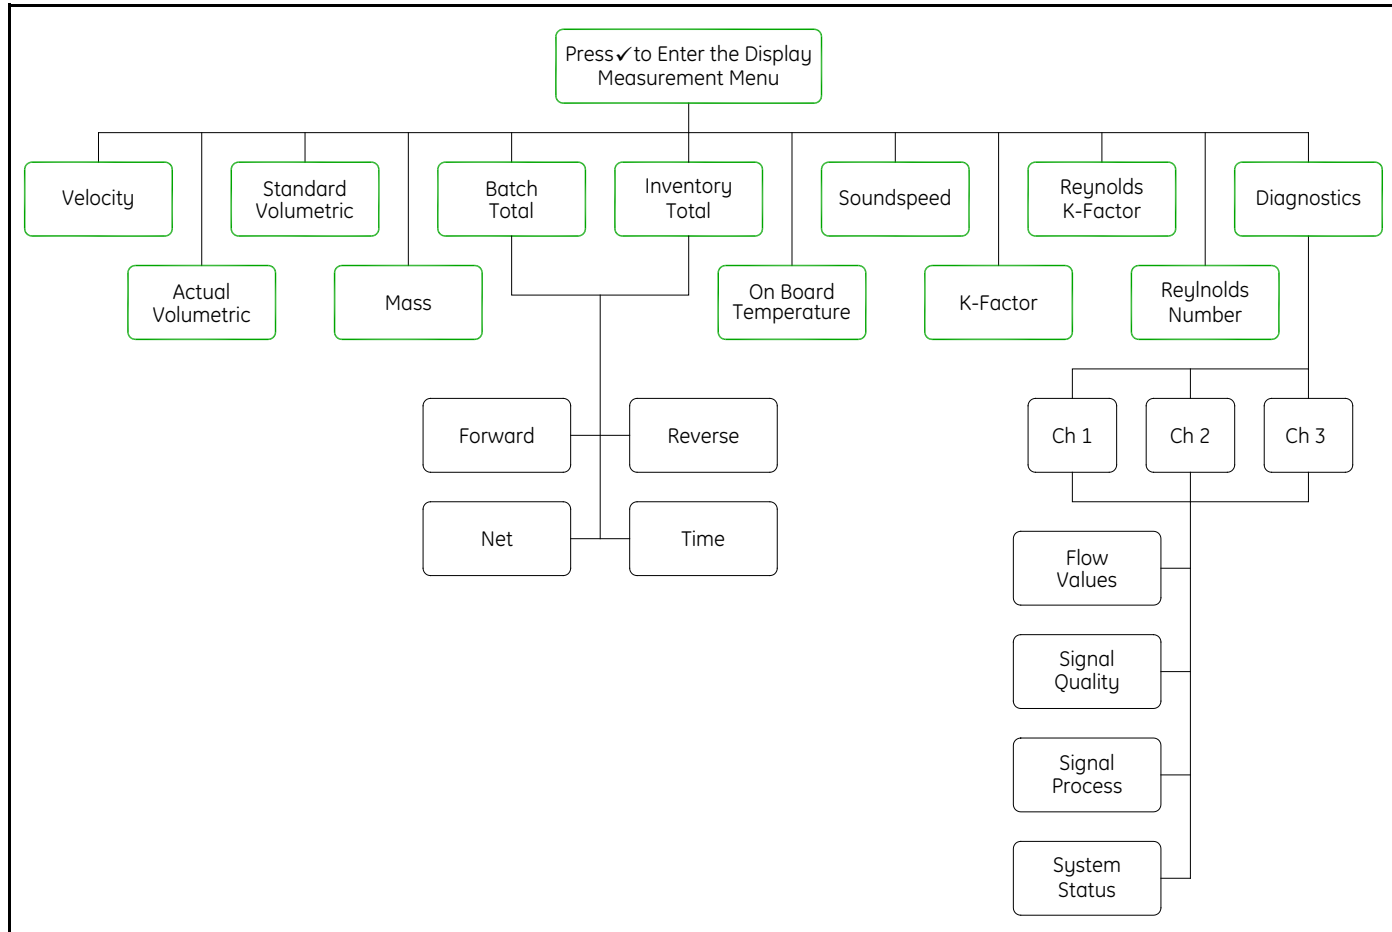 Press✓to Enter the Display
Measurement Menu
Velocity
Standard
Volumetric
Batch
Total
Inventory
Total
Soundspeed
Reynolds
K-Factor
Diagnostics
Actual
Volumetric
Mass
On Board
Temperature
K-Factor
Reylnolds
Number
Forward
Reverse
Ch 1
Ch 2
Ch 3
Net
Time
Flow
Values
Signal
Quality
Signal
Process
System
Status